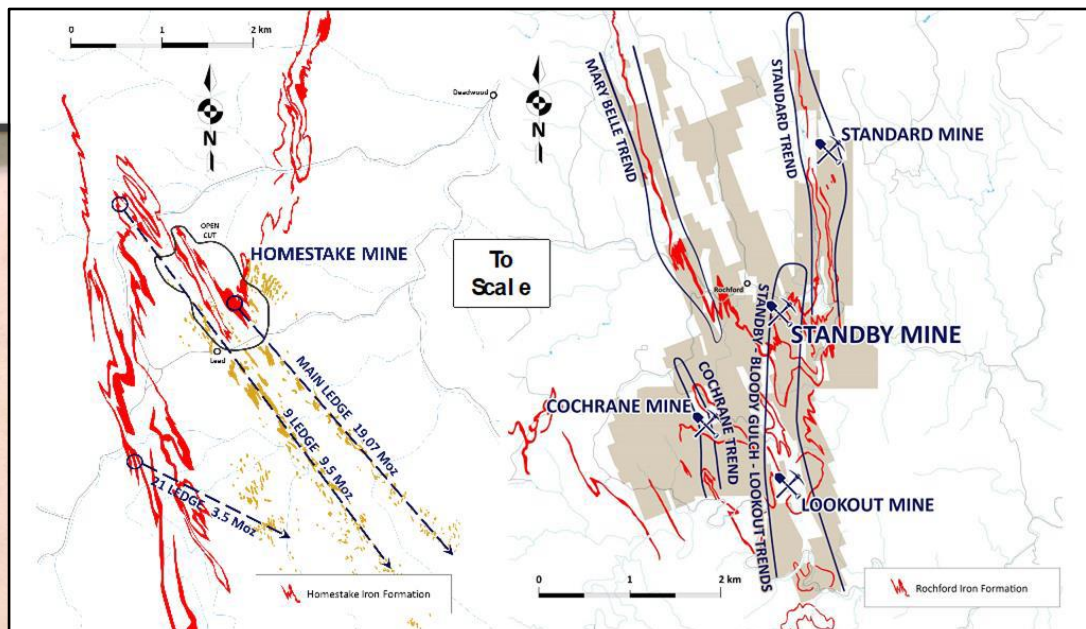 0 1 2 km
Deadwood
N
OPEN
CUT
HOMESTAKE MINE
Lead
MAIN LEDGE 19.07 Moz
9 LEDGE 9.5 Moz
21 LEDGE 3.5 Moz
Homestake Iron Formation
To
Scale
N
MARY BELLE TREND
STANDARD TREND
STANDARD MINE
Rochford
STANDBY MINE
STANDBY - BLOODY GULCH - LOOKOUT TRENDS
COCHRANE MINE
COCHRANE TREND
LOOKOUT MINE
0 1 2 km
Rochford Iron Formation